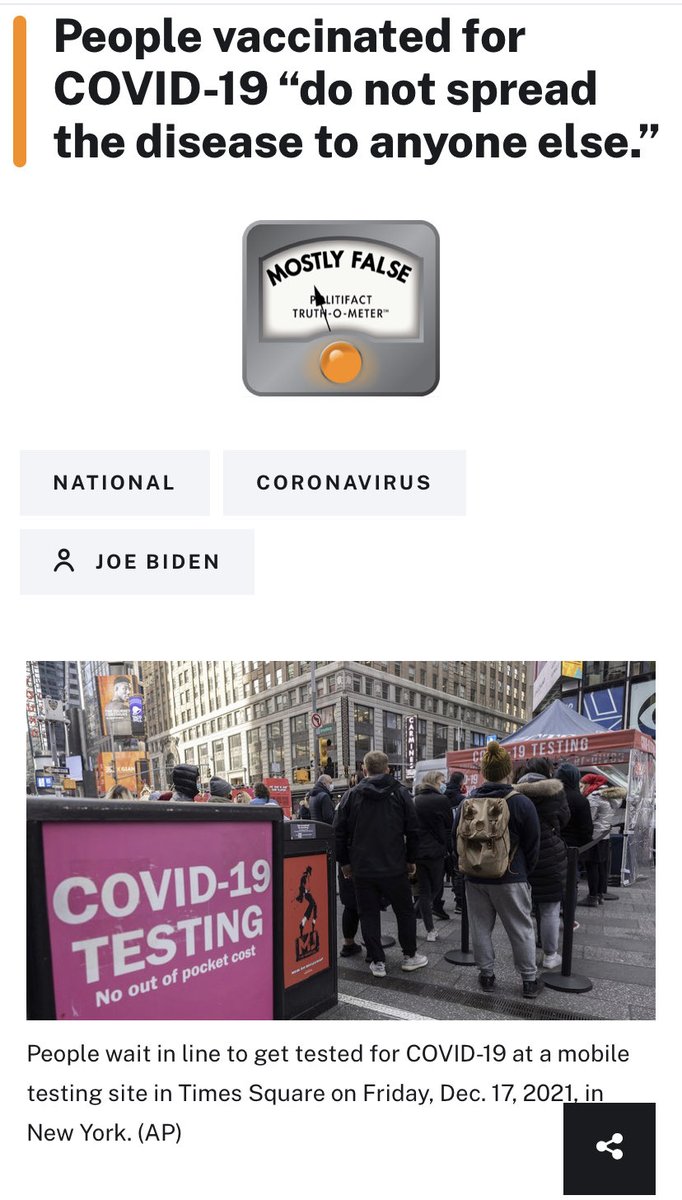 People vaccinated for
COVID-19 “do not spread
the disease to anyone else.”
MOSTLY FALSE
POLITIFACT
TRUTH-O-METER™
NATIONAL
CORONAVIRUS
JOE BIDEN
CARMINE'S
19 TESTING
COVID-19
TESTING
No out of pocket cost
MJ
People wait in line to get tested for COVID-19 at a mobile
testing site in Times Square on Friday, Dec. 17, 2021, in
New York. (AP)